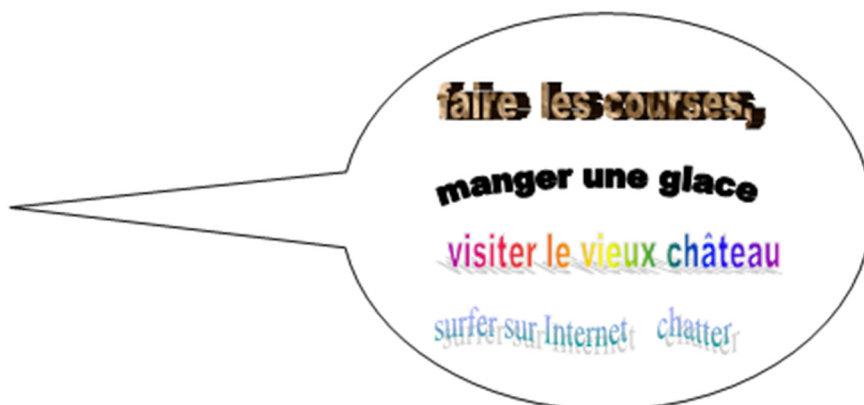 faire les courses,
manger une glace
visiter le vieux château
surfer sur Internet chatter